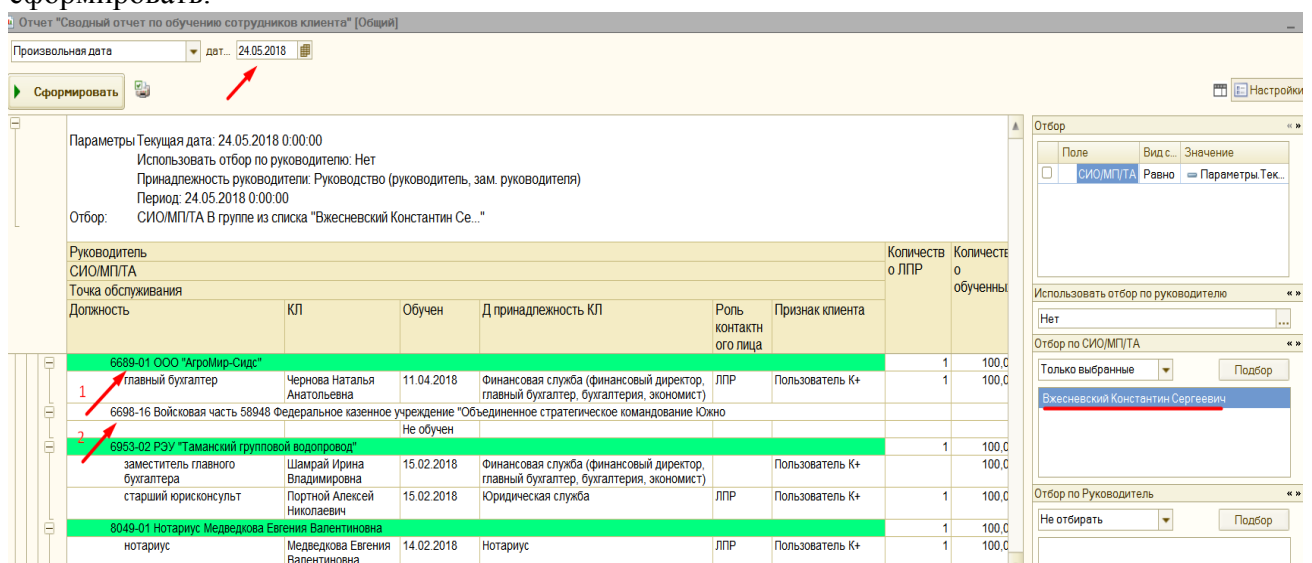 сформировать.
Отчет "Сводный отчет по обучению сотрудников клиента" [Общий]
Произвольная дата дат... 24.05.2018
Сформировать Настройки
Параметры Текущая дата: 24.05.2018 0:00:00
Использовать отбор по руководителю: Нет
Принадлежность руководители: Руководство (руководитель, зам. руководителя)
Период: 24.05.2018 0:00:00
Отбор: СИО/МП/ТА В группе из списка "Вжесневский Константин Се..."
Руководитель
СИО/МП/ТА
Точка обслуживания
Должность КЛ Обучен Д принадлежность КЛ Роль контактн ого лица Признак клиента Количеств о ЛПР Количеств о обученны
6689-01 ООО "АгроМир-Сидс" 1 100,0
главный бухгалтер Чернова Наталья Анатольевна 11.04.2018 Финансовая служба (финансовый директор, главный бухгалтер, бухгалтерия, экономист) ЛПР Пользователь К+ 1 100,0
1
6698-16 Войсковая часть 58948 Федеральное казенное учреждение "Объединенное стратегическое командование Южно
Не обучен
2
6953-02 РЭУ "Таманский групповой водопровод" 1 100,0
заместитель главного бухгалтера Шамрай Ирина Владимировна 15.02.2018 Финансовая служба (финансовый директор, главный бухгалтер, бухгалтерия, экономист) Пользователь К+ 100,0
старший юрисконсульт Портной Алексей Николаевич 15.02.2018 Юридическая служба ЛПР Пользователь К+ 1 100,0
8049-01 Нотариус Медведкова Евгения Валентиновна 1 100,0
нотариус Медведкова Евгения Валентиновна 14.02.2018 Нотариус ЛПР Пользователь К+ 1 100,0
Отбор
Поле Вид с... Значение
СИО/МП/ТА Равно Параметры.Тек...
Использовать отбор по руководителю
Нет ...
Отбор по СИО/МП/ТА
Только выбранные Подбор
Вжесневский Константин Сергеевич
Отбор по Руководитель
Не отбирать Подбор